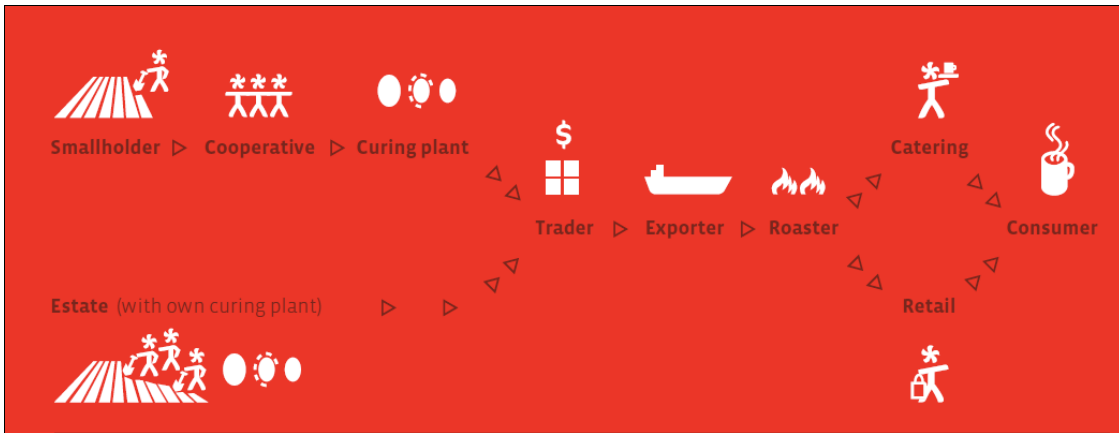 Smallholder ▷ Cooperative ▷ Curing plant
$
Trader ▷ Exporter ▷ Roaster
Catering
Consumer
Estate (with own curing plant)
Retail